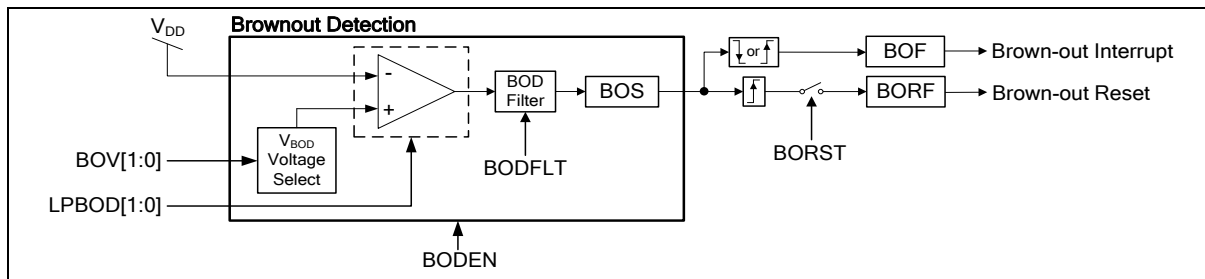 Brownout Detection
VDD
-
+
VBOD
Voltage
Select
BOD
Filter
BOS
or
BOF
Brown-out Interrupt
BORF
Brown-out Reset
BORST
BODFLT
BOV[1:0]
LPBOD[1:0]
BODEN